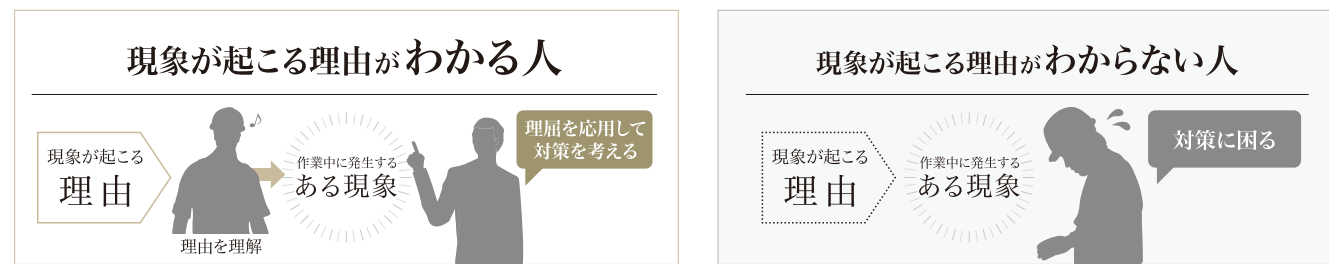 現象が起こる理由がわかる人
現象が起こる
理由
理由を理解
作業中に発生する
ある現象
理屈を応用して
対策を考える
現象が起こる理由がわからない人
現象が起こる
理由
作業中に発生する
ある現象
対策に困る